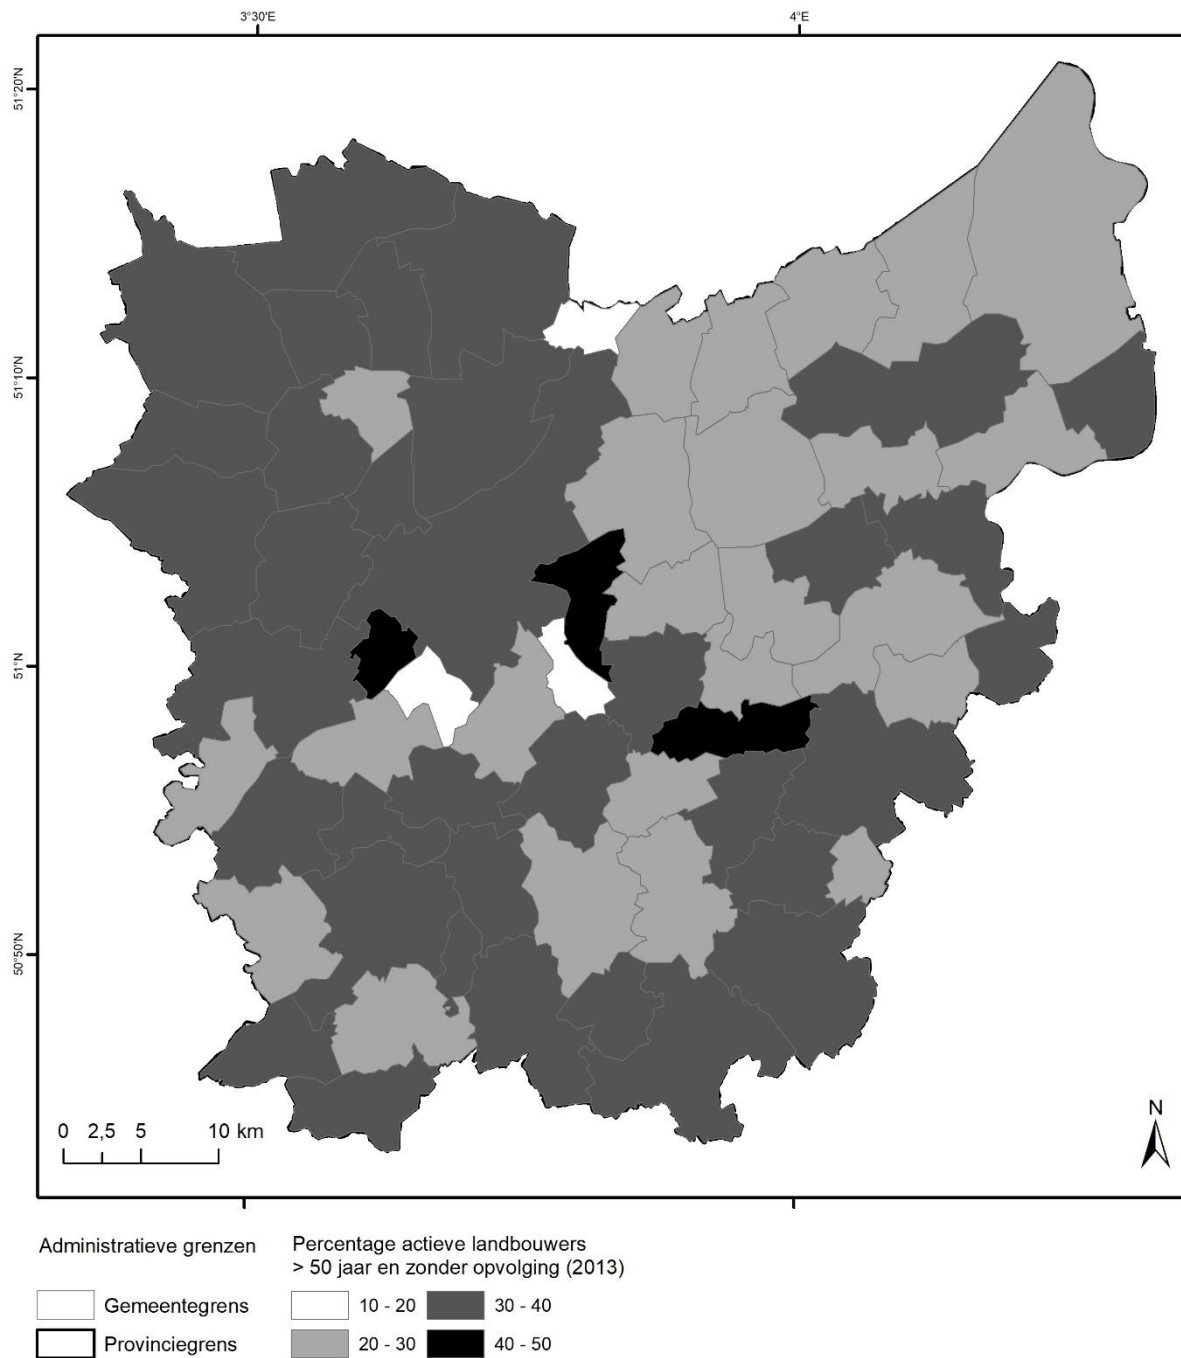 3°30'E 4°E
51°20'N
51°10'N
51°N
50°50'N
0 2,5 5 10 km
N
Administratieve grenzen
Gemeentegrens
Provinciegrens
Percentage actieve landbouwers
> 50 jaar en zonder opvolging (2013)
10 - 20 30 - 40
20 - 30 40 - 50